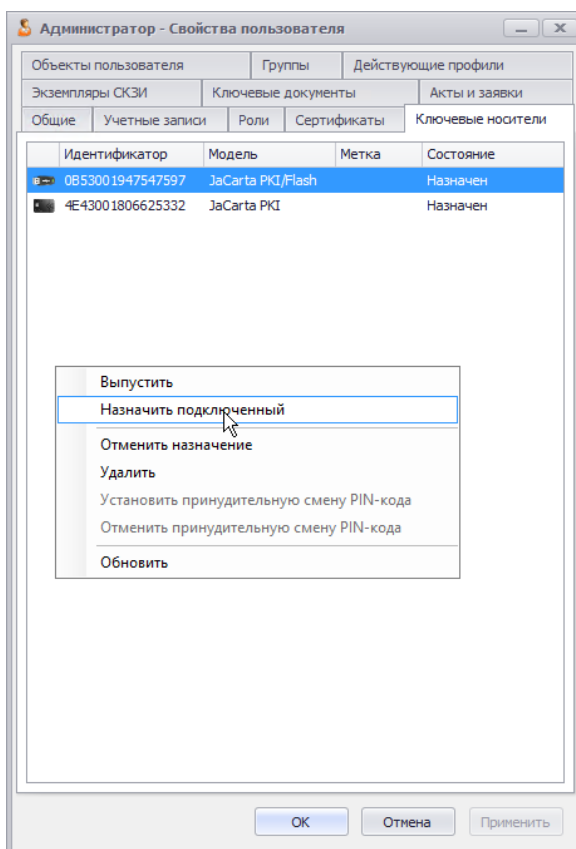 Администратор - Свойства пользователя
Объекты пользователя Группы Действующие профили
Экземпляры СКЗИ Ключевые документы Акты и заявки
Общие Учетные записи Роли Сертификаты Ключевые носители
Идентификатор Модель Метка Состояние
0B53001947547597 JaCarta PKI/Flash Назначен
4E43001806625332 JaCarta PKI Назначен
Выпустить
Назначить подключенный
Отменить назначение
Удалить
Установить принудительную смену PIN-кода
Отменить принудительную смену PIN-кода
Обновить
ОК Отмена Применить